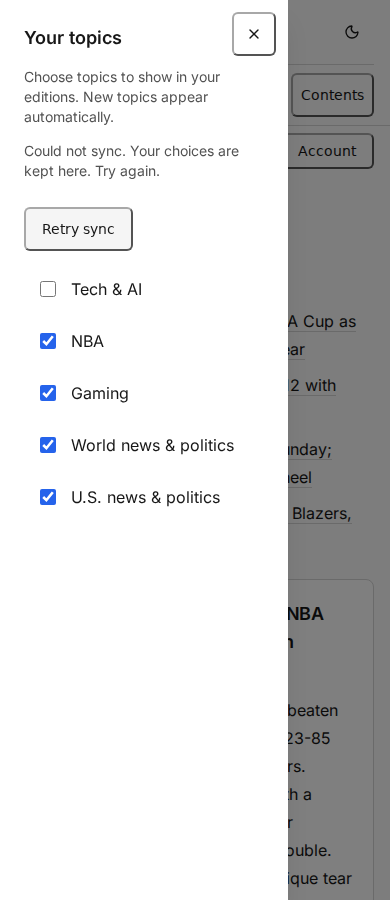 Your topics
Choose topics to show in your
editions. New topics appear
automatically.
Could not sync. Your choices are
kept here. Try again.
Retry sync
Tech & AI
NBA
Gaming
World news & politics
U.S. news & politics
Contents
Account
A Cup as
ear
2 with
unday;
neel
Blazers,
NBA
n
beaten
23-85
rs.
th a
r
ouble.
ique tear